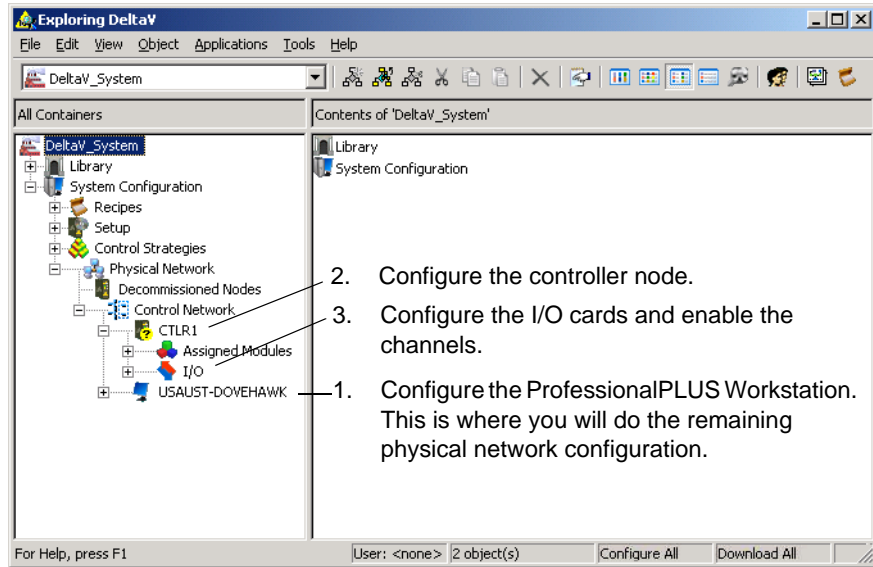 Exploring DeltaV
File Edit View Object Applications Tools Help
DeltaV_System
All Containers
Contents of 'DeltaV_System'
DeltaV_System
Library
System Configuration
Recipes
Setup
Control Strategies
Physical Network
Decommissioned Nodes
Control Network
CTLR1
Assigned Modules
I/O
USAUST-DOVEHAWK
Library
System Configuration
2. Configure the controller node.
3. Configure the I/O cards and enable the
channels.
1. Configure the ProfessionalPLUS Workstation.
This is where you will do the remaining
physical network configuration.
For Help, press F1
User: <none>
2 object(s)
Configure All
Download All